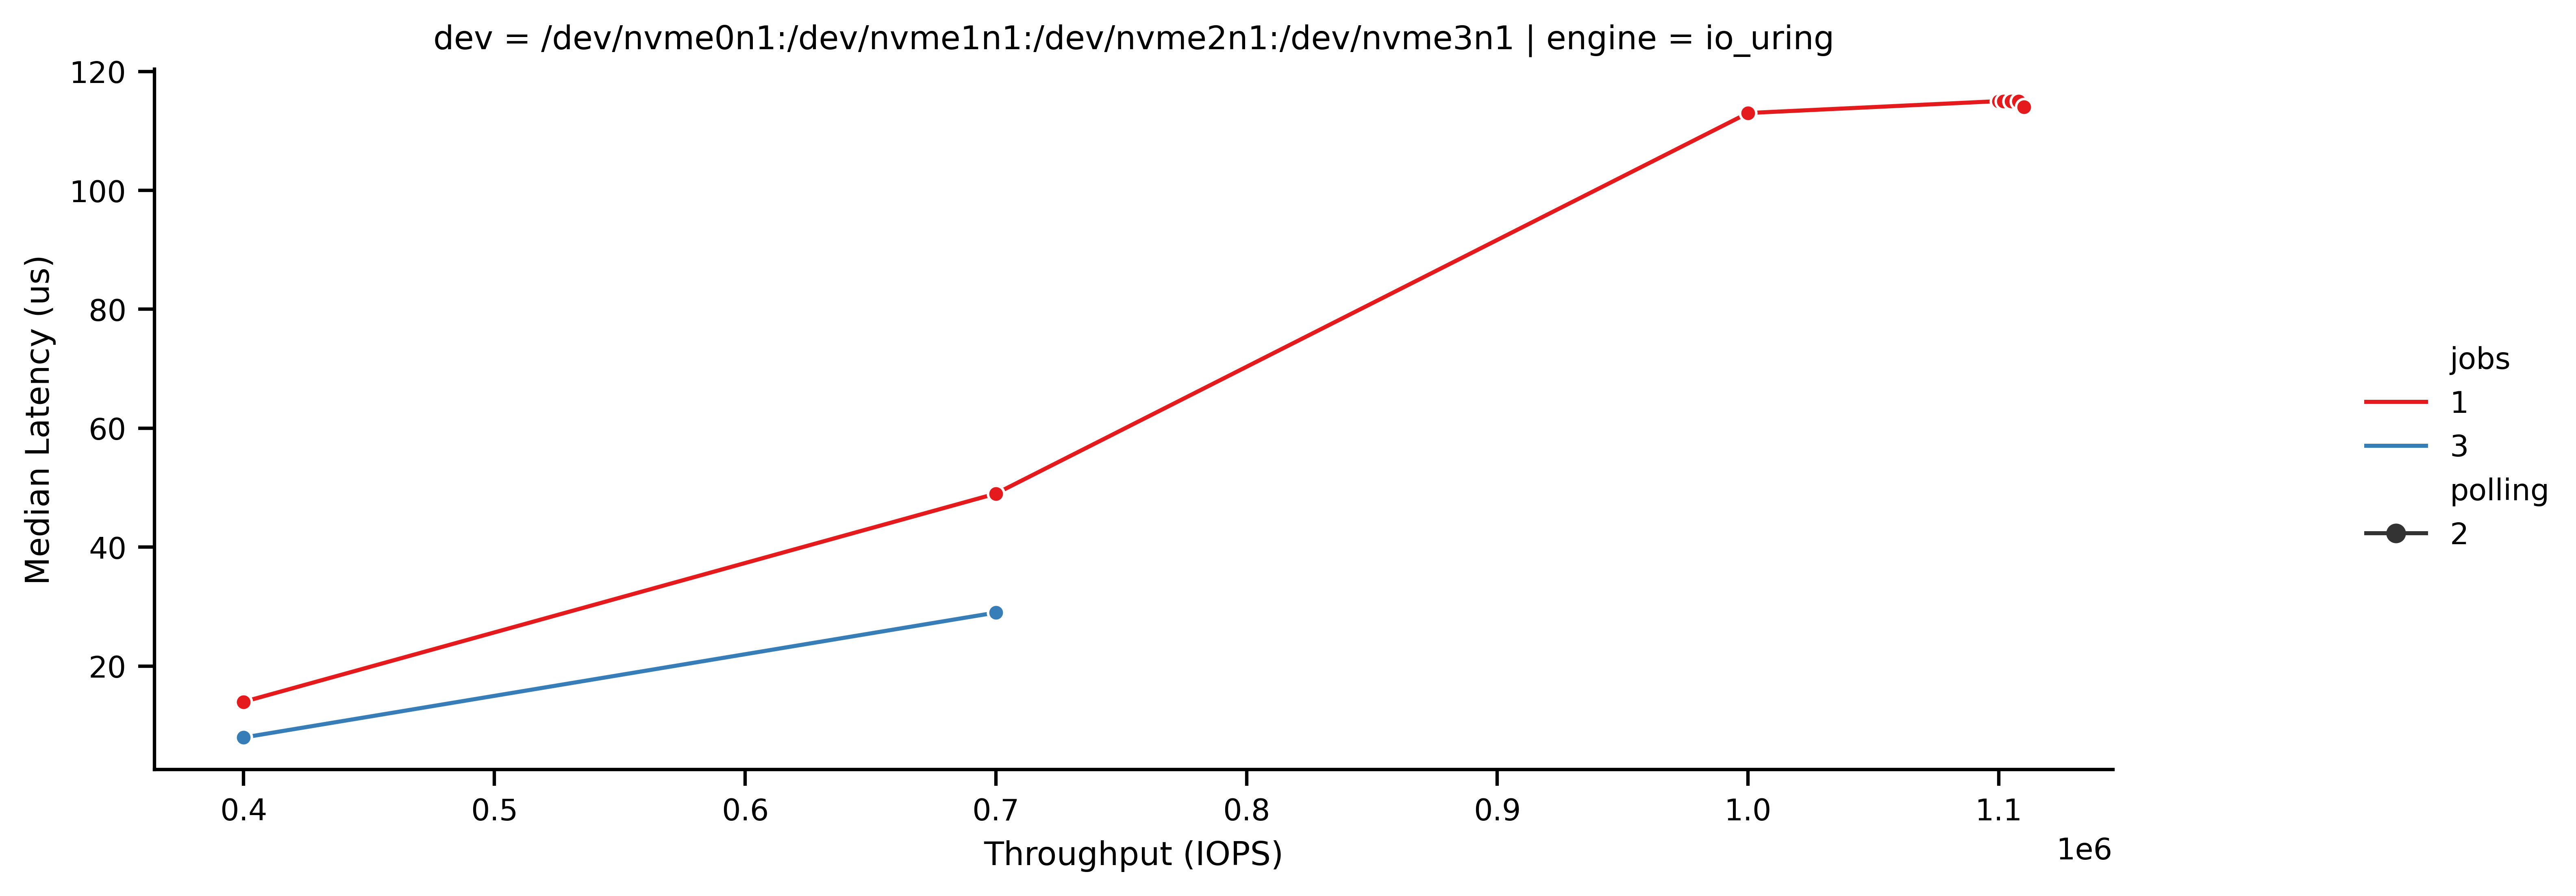 dev = /dev/nvme0n1:/dev/nvme1n1:/dev/nvme2n1:/dev/nvme3n1 | engine = io_uring
120
100
80
60
40
20
Median Latency (us)
0.4 0.5 0.6 0.7 0.8 0.9 1.0 1.1
1e6
Throughput (IOPS)
jobs
1
3
polling
2